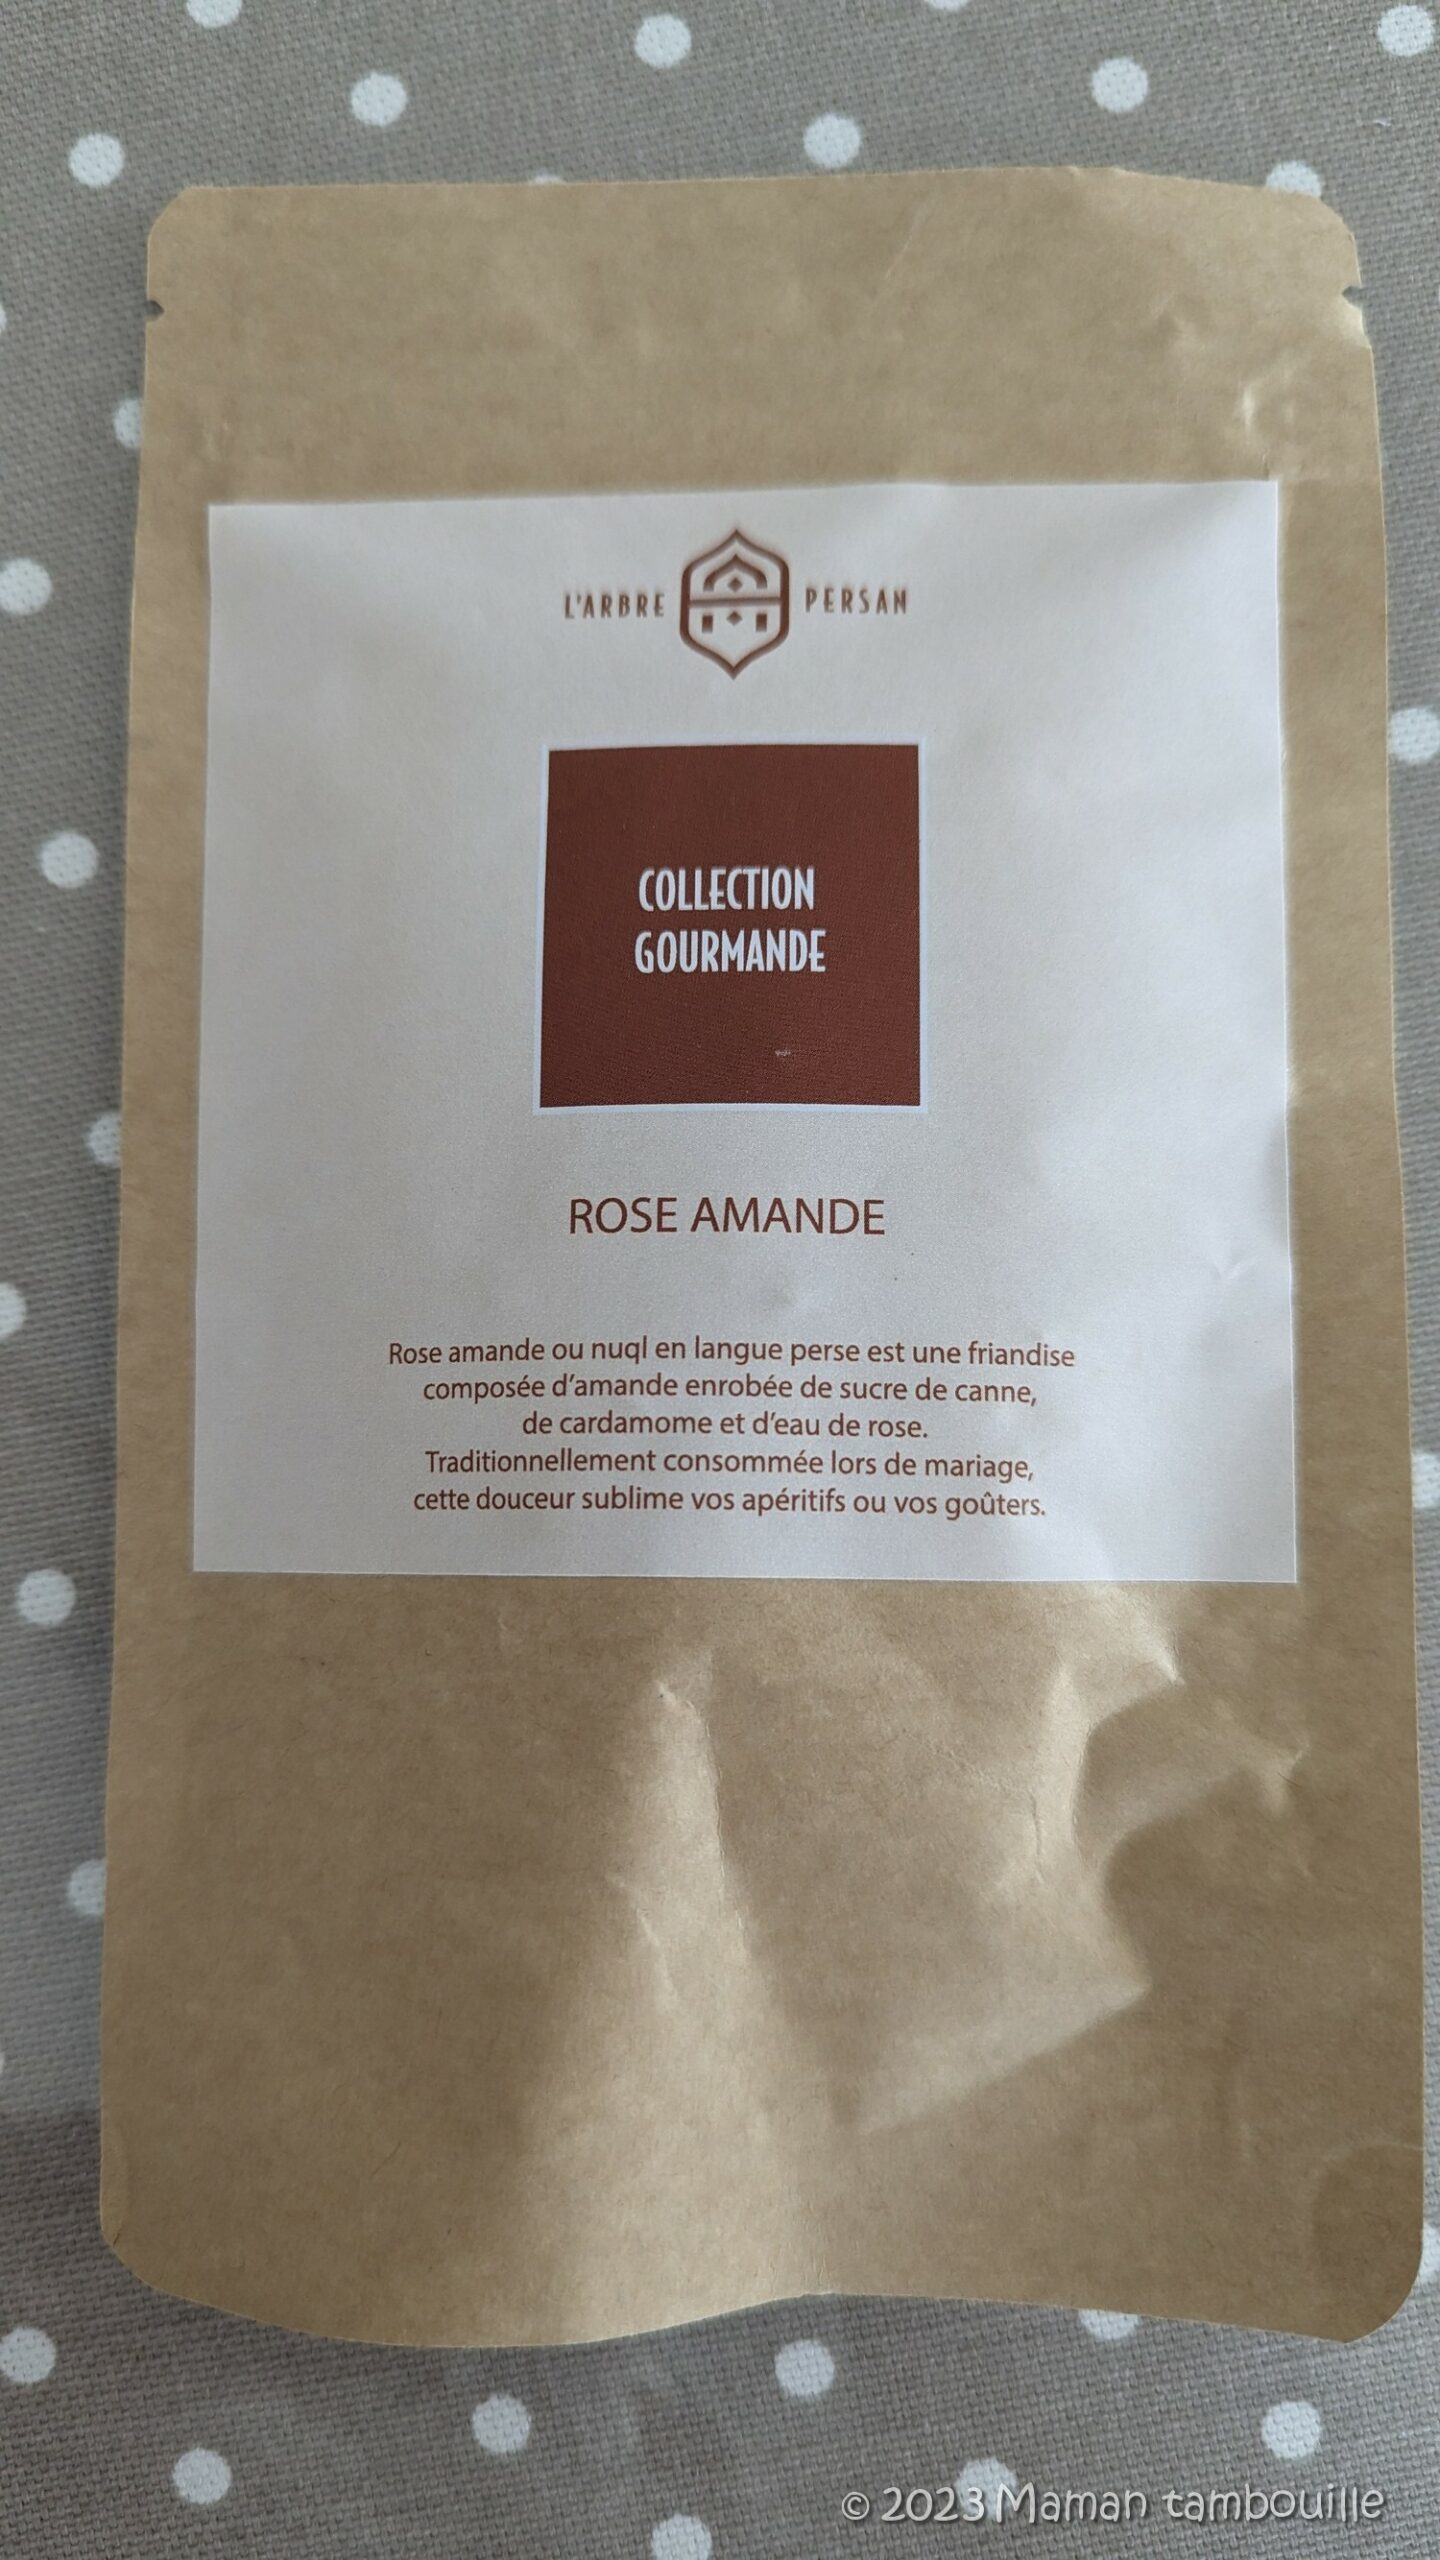 L'ARBRE PERSAN
COLLECTION
GOURMANDE
ROSE AMANDE
Rose amande ou nuql en langue perse est une friandise
composée d'amande enrobée de sucre de canne,
de cardamome et d'eau de rose.
Traditionnellement consommée lors de mariage,
cette douceur sublime vos apéritifs ou vos goûters.
© 2023 Maman tambouille